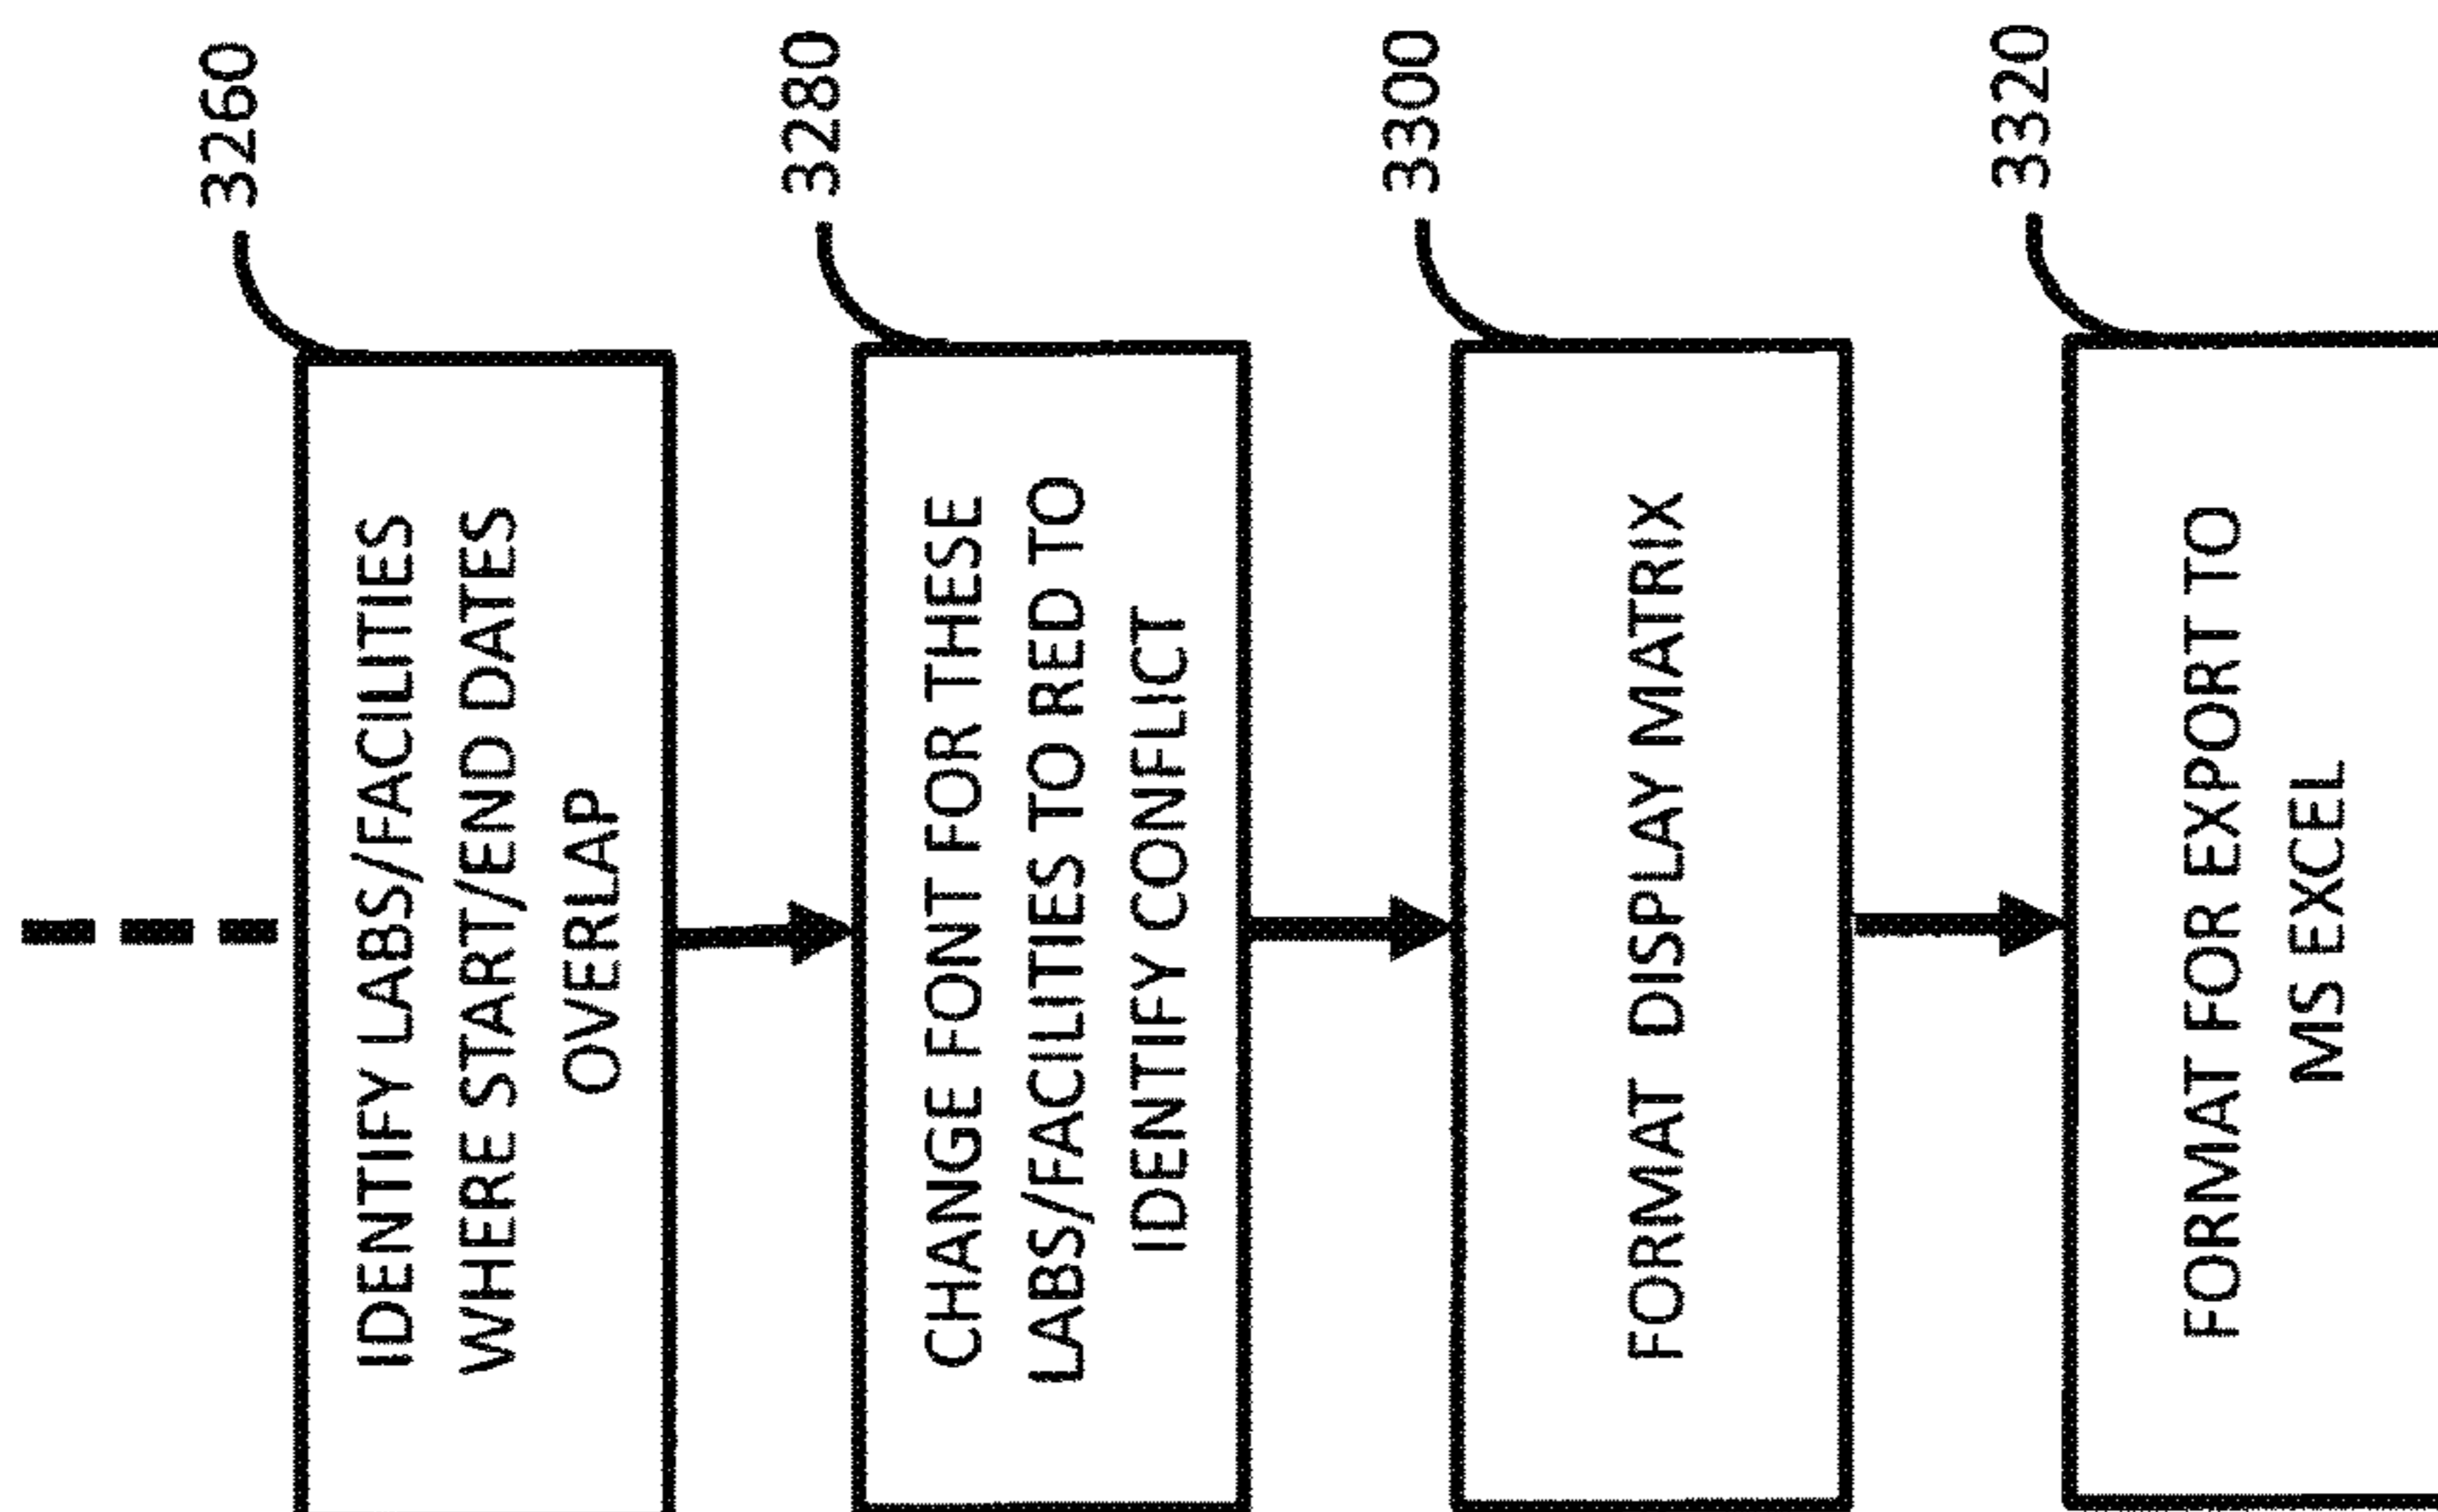 3260
IDENTIFY LABS/FACILITIES
WHERE START/END DATES
OVERLAP
3280
CHANGE FONT FOR THESE
LABS/FACILITIES TO RED TO
IDENTIFY CONFLICT
3300
FORMAT DISPLAY MATRIX
3320
FORMAT FOR EXPORT TO
MS EXCEL